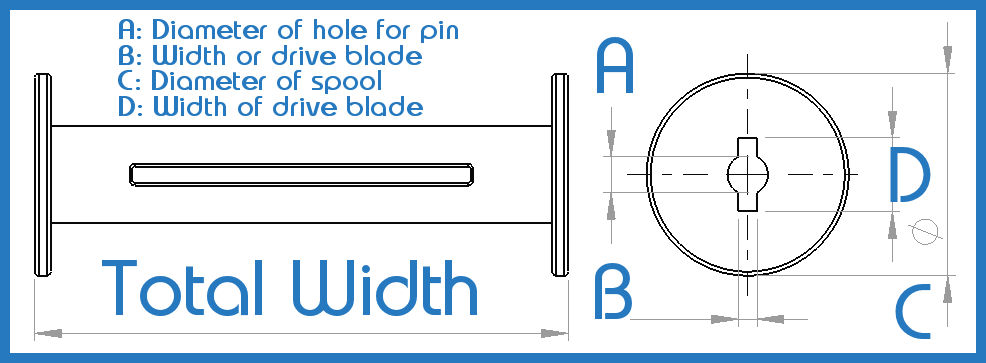 A: Diameter of hole for pin
B: Width or drive blade
C: Diameter of spool
D: Width of drive blade
A
D
B
C
Total Width